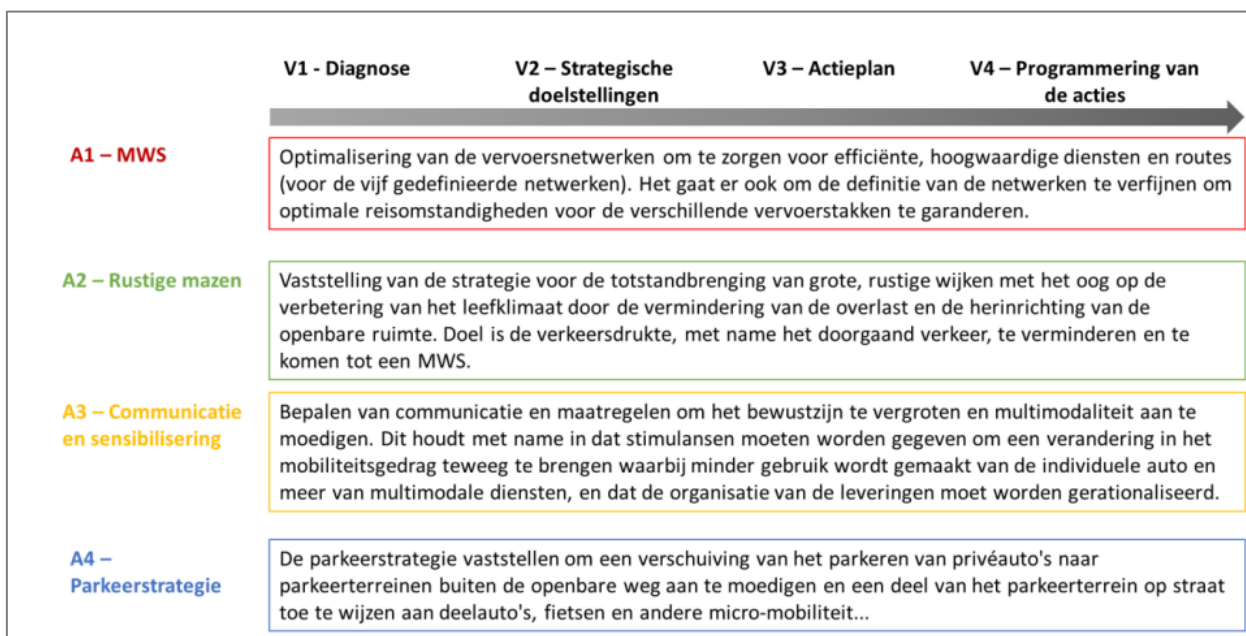 V1 - Diagnose V2 – Strategische doelstellingen V3 – Actieplan V4 – Programmering van de acties
A1 – MWS
Optimalisering van de vervoersnetwerken om te zorgen voor efficiënte, hoogwaardige diensten en routes
(voor de vijf gedefinieerde netwerken). Het gaat er ook om de definitie van de netwerken te verfijnen om
optimale reisomstandigheden voor de verschillende vervoerstakken te garanderen.
A2 – Rustige mazen
Vaststelling van de strategie voor de totstandbrenging van grote, rustige wijken met het oog op de
verbetering van het leefklimaat door de vermindering van de overlast en de herinrichting van de
openbare ruimte. Doel is de verkeersdrukte, met name het doorgaand verkeer, te verminderen en te
komen tot een MWS.
A3 – Communicatie
en sensibilisering
Bepalen van communicatie en maatregelen om het bewustzijn te vergroten en multimodaliteit aan te
moedigen. Dit houdt met name in dat stimulansen moeten worden gegeven om een verandering in het
mobiliteitsgedrag teweeg te brengen waarbij minder gebruik wordt gemaakt van de individuele auto en
meer van multimodale diensten, en dat de organisatie van de leveringen moet worden gerationaliseerd.
A4 –
Parkeerstrategie
De parkeerstrategie vaststellen om een verschuiving van het parkeren van privéauto's naar
parkeerterreinen buiten de openbare weg aan te moedigen en een deel van het parkeerterrein op straat
toe te wijzen aan deelauto's, fietsen en andere micro-mobiliteit...